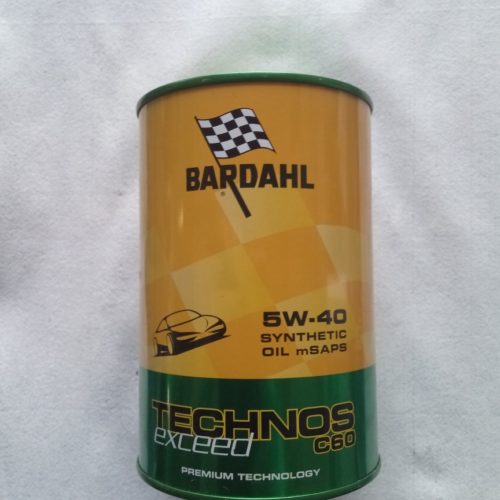 BARDAHL
®
5W-40
SYNTHETIC
OIL mSAPS
TECHNOS
exceed C60
PREMIUM TECHNOLOGY